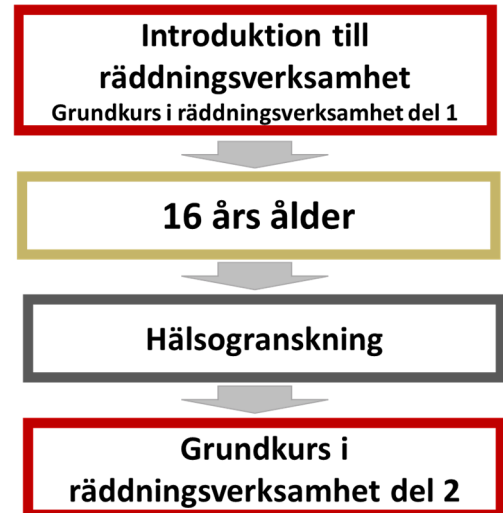 Introduktion till
räddningsverksamhet
Grundkurs i räddningsverksamhet del 1
16 års ålder
Hälsogranskning
Grundkurs i
räddningsverksamhet del 2